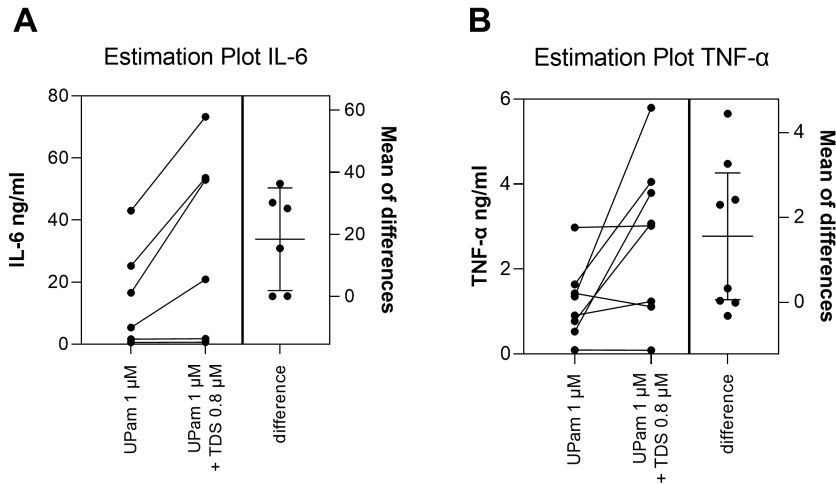 A
Estimation Plot IL-6
IL-6 ng/ml
80
60
40
20
0
60
40
20
0
Mean of differences
UPam 1 µM
UPam 1 µM
+ TDS 0.8 µM
difference
B
Estimation Plot TNF-α
TNF-α ng/ml
6
4
2
0
4
2
0
Mean of differences
UPam 1 µM
UPam 1 µM
+ TDS 0.8 µM
difference